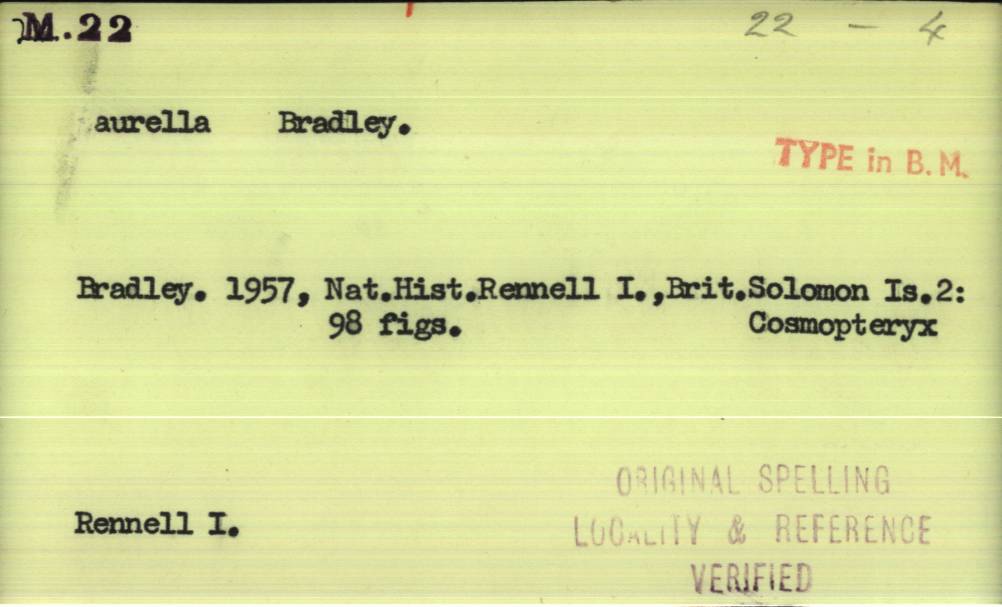 M.22 22 – 4
aurella Bradley.
TYPE in B.M.
Bradley. 1957, Nat.Hist.Rennell I.,Brit.Solomon Is.2:
98 figs. Cosmopteryx
ORIGINAL SPELLING
Rennell I. LOCALITY & REFERENCE
VERIFIED